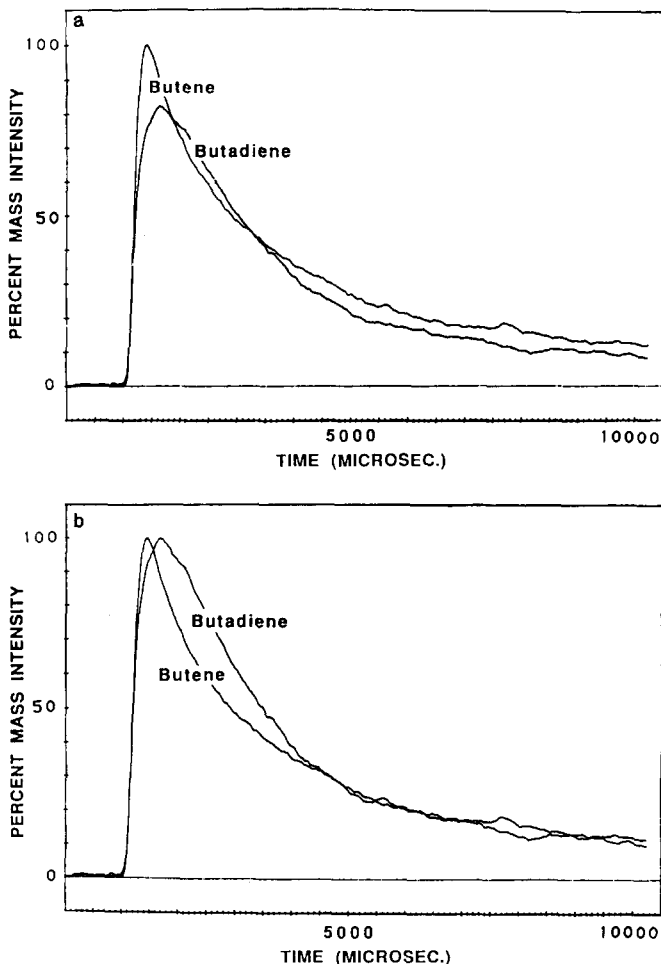 a
100
Butene
Butadiene
50
0
PERCENT MASS INTENSITY
5000
10000
TIME (MICROSEC.)
b
100
Butadiene
Butene
50
0
PERCENT MASS INTENSITY
5000
10000
TIME (MICROSEC.)